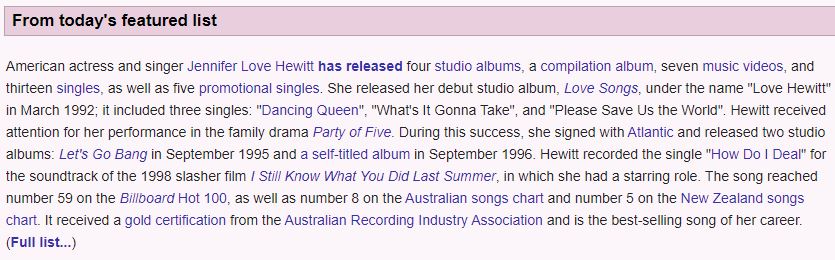 From today's featured list
American actress and singer Jennifer Love Hewitt has released four studio albums, a compilation album, seven music videos, and
thirteen singles, as well as five promotional singles. She released her debut studio album, Love Songs, under the name "Love Hewitt"
in March 1992; it included three singles: "Dancing Queen", "What's It Gonna Take", and "Please Save Us the World". Hewitt received
attention for her performance in the family drama Party of Five. During this success, she signed with Atlantic and released two studio
albums: Let's Go Bang in September 1995 and a self-titled album in September 1996. Hewitt recorded the single "How Do I Deal" for
the soundtrack of the 1998 slasher film I Still Know What You Did Last Summer, in which she had a starring role. The song reached
number 59 on the Billboard Hot 100, as well as number 8 on the Australian songs chart and number 5 on the New Zealand songs
chart. It received a gold certification from the Australian Recording Industry Association and is the best-selling song of her career.
(Full list...)